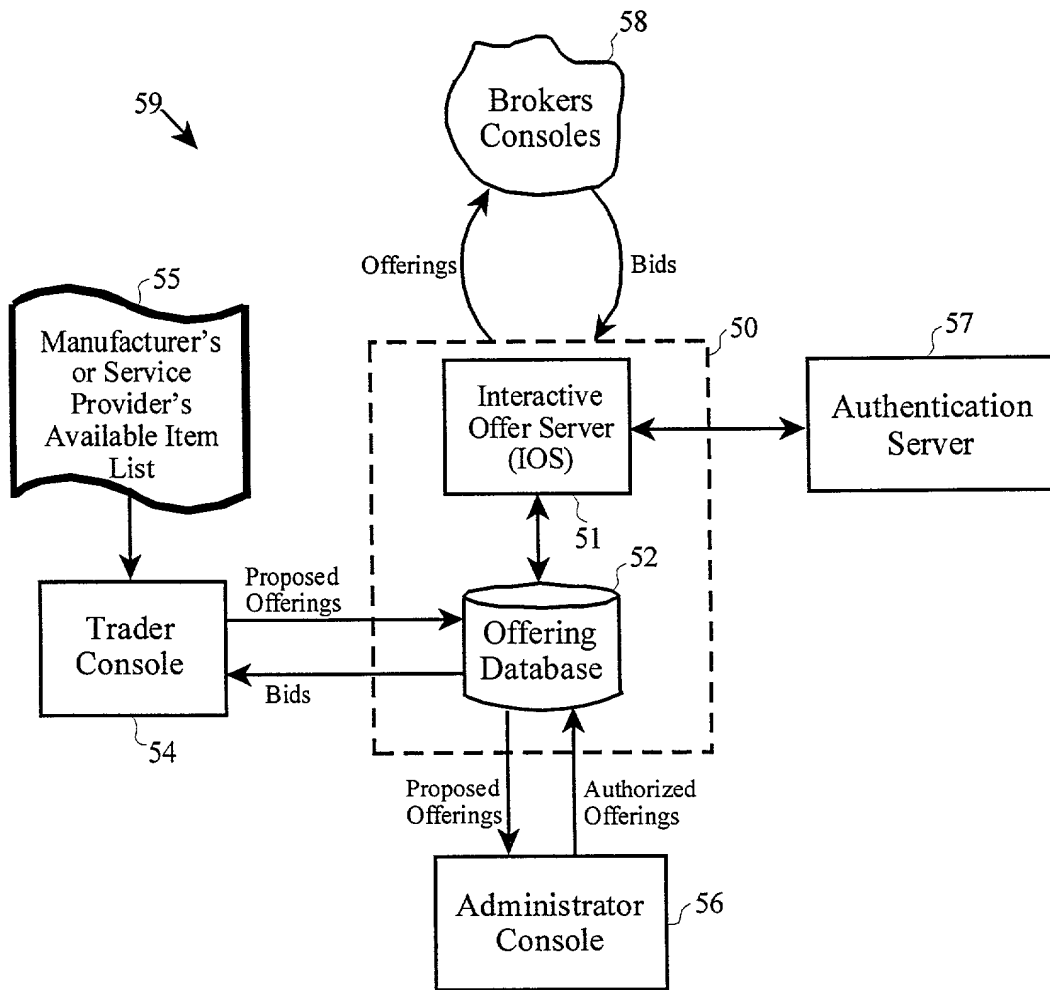 58
Brokers
Consoles
59
Offerings
Bids
55
Manufacturer's
or Service
Provider's
Available Item
List
50
57
Interactive
Offer Server
(IOS)
Authentication
Server
51
52
Proposed
Offerings
Trader
Console
Offering
Database
Bids
54
Proposed
Offerings
Authorized
Offerings
Administrator
Console
56